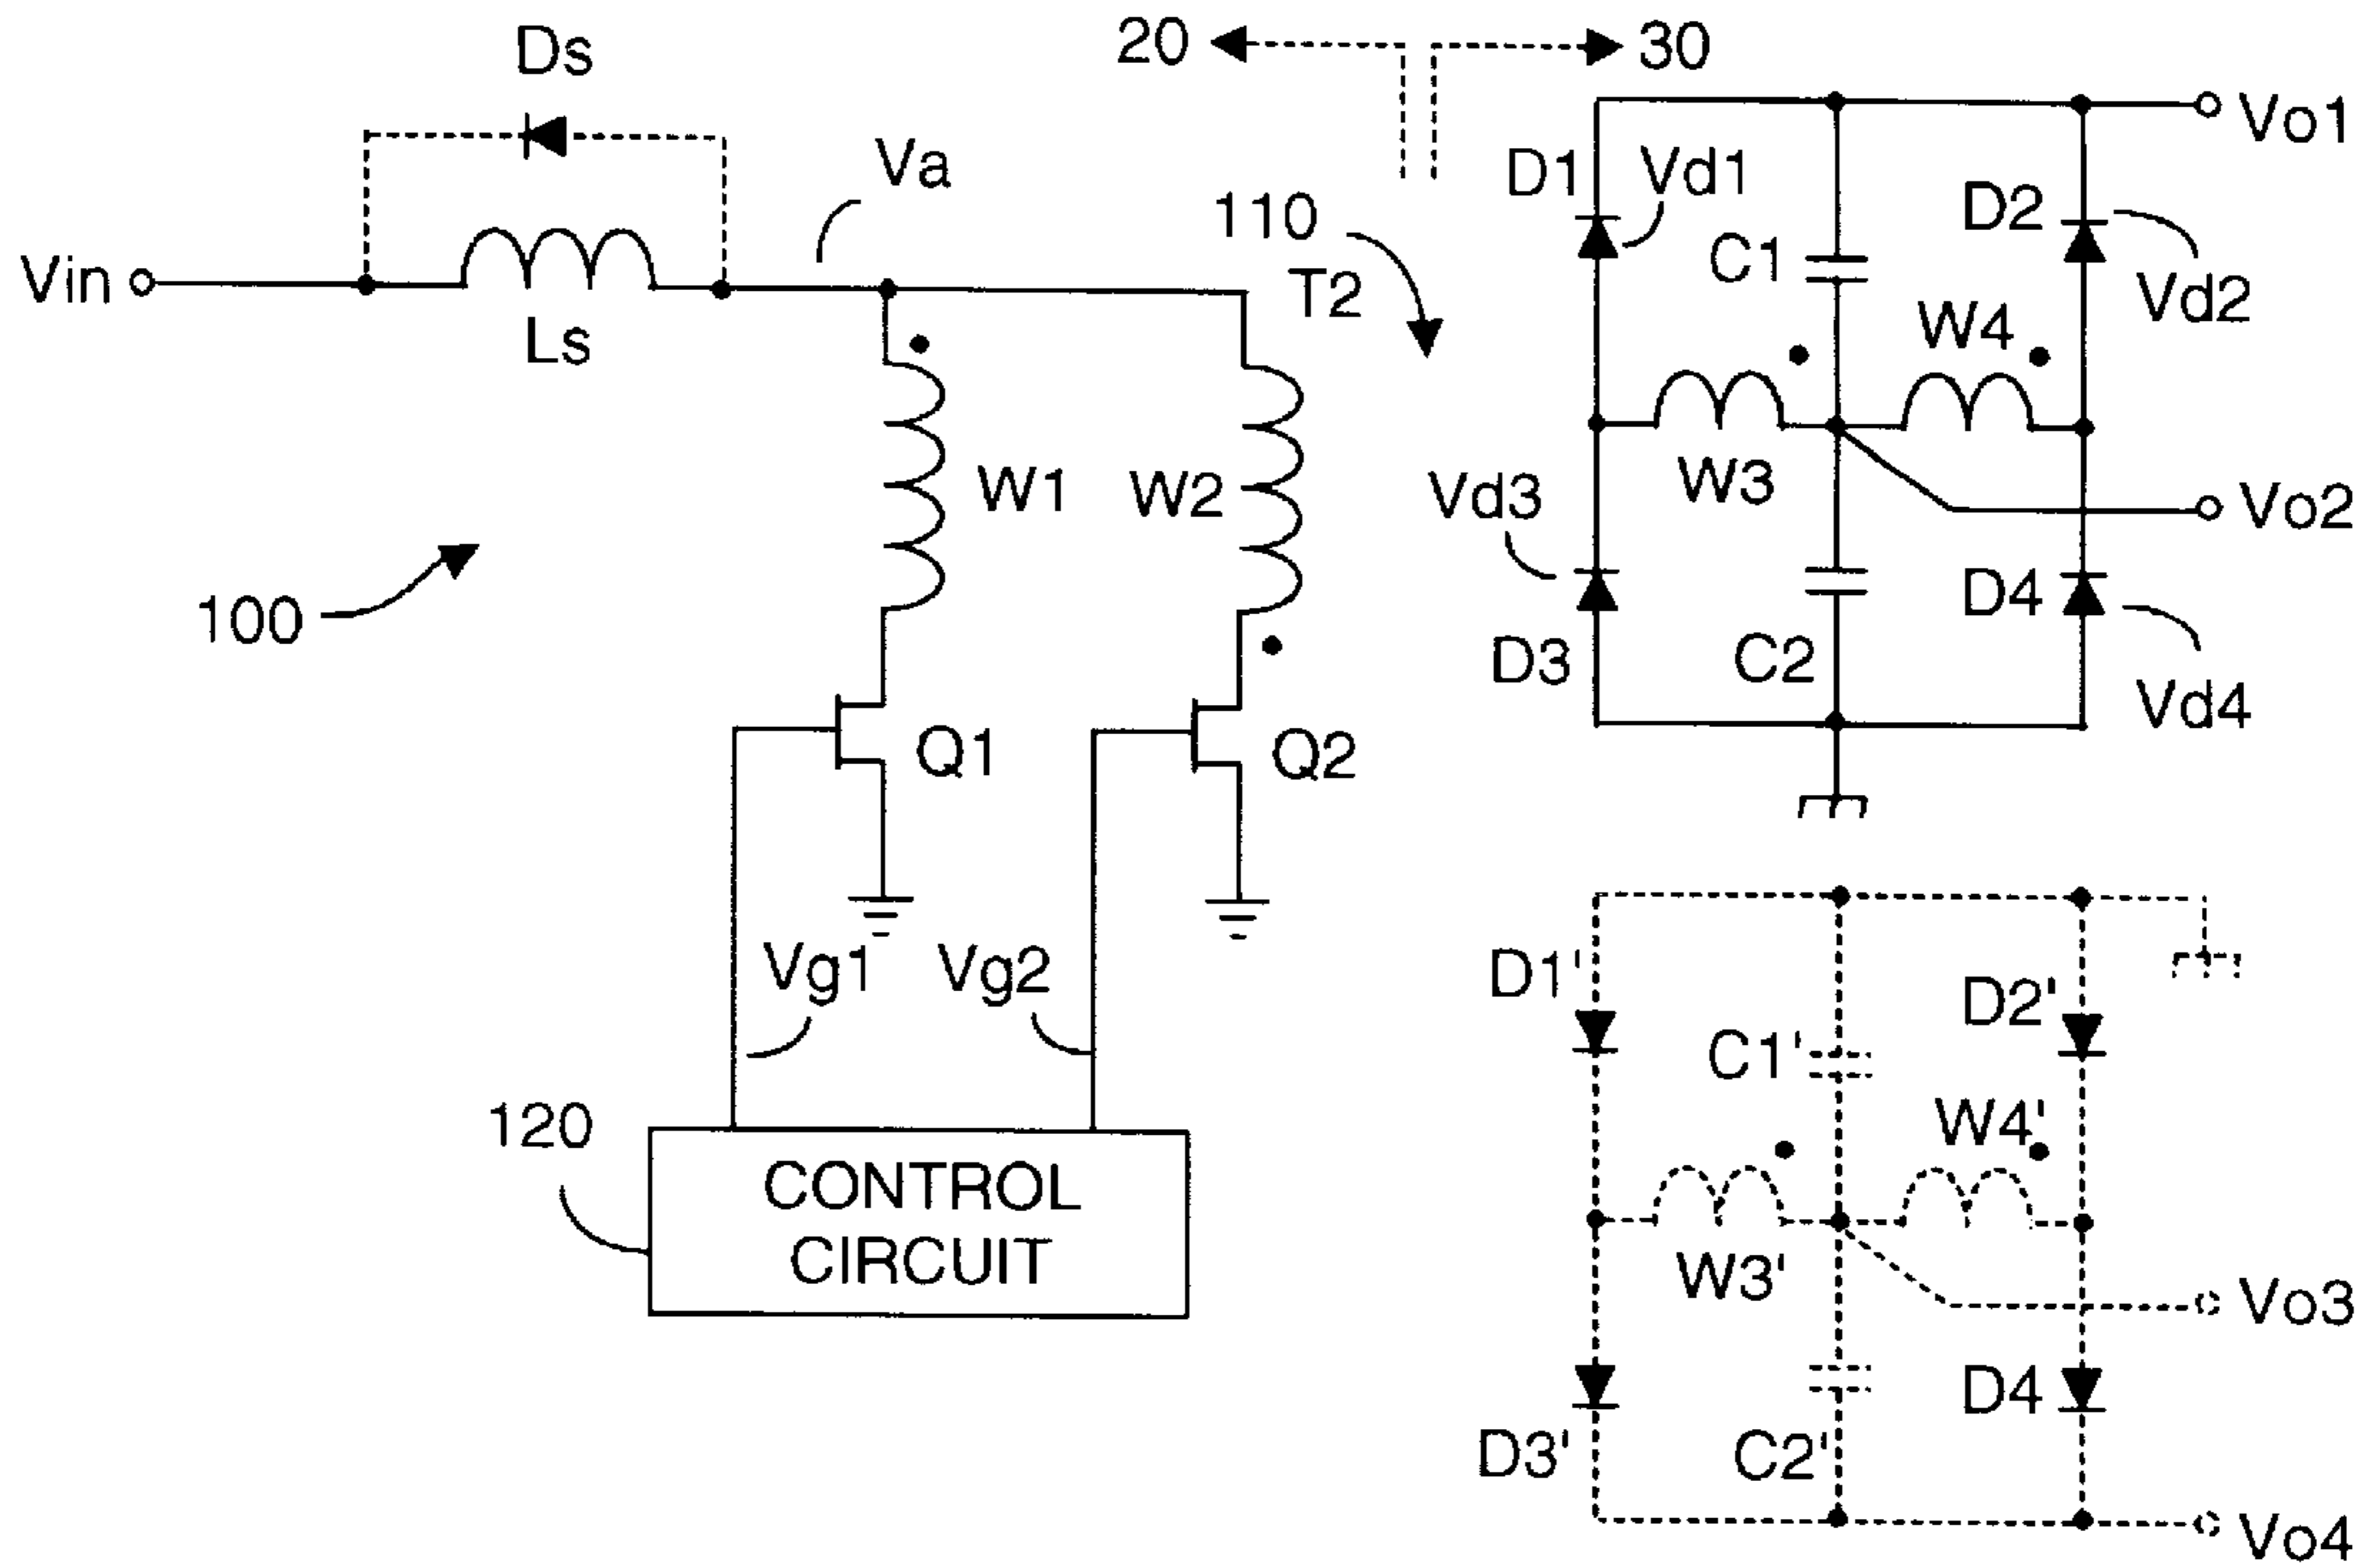 Ds
20
30
Vo1
Va
D1
Vd1
D2
110
C1
Vin
T2
Vd2
Ls
W4
W1
W2
W3
Vd3
Vo2
100
D4
D3
C2
Vd4
Q1
Q2
Vg1
Vg2
D1'
D2'
C1'
120
W4'
CONTROL
CIRCUIT
W3'
Vo3
D4
D3'
C2'
Vo4